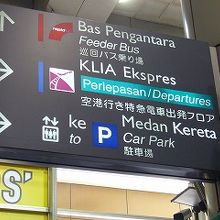 Bas Pengantara
Feeder Bus
巡回バス乗り場
KLIA Ekspres
Perlepasan/Departures
空港行き特急電車出発フロア
ke Medan Kereta
to P Car Park
駐車場